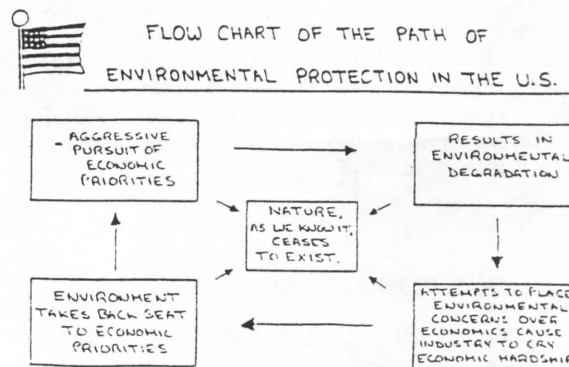 FLOW CHART OF THE PATH OF
ENVIRONMENTAL PROTECTION IN THE U.S.
- AGGRESSIVE
PURSUIT OF
ECONOMIC
PRIORITIES
RESULTS IN
ENVIRONMENTAL
DEGRADATION
NATURE,
AS WE KNOW IT,
CEASES
TO EXIST.
ENVIRONMENT
TAKES BACK SEAT
TO ECONOMIC
PRIORITIES
ATTEMPTS TO PLACE
ENVIRONMENTAL
CONCERNS OVER
ECONOMICS CAUSE
INDUSTRY TO CRY
ECONOMIC HARDSHIP